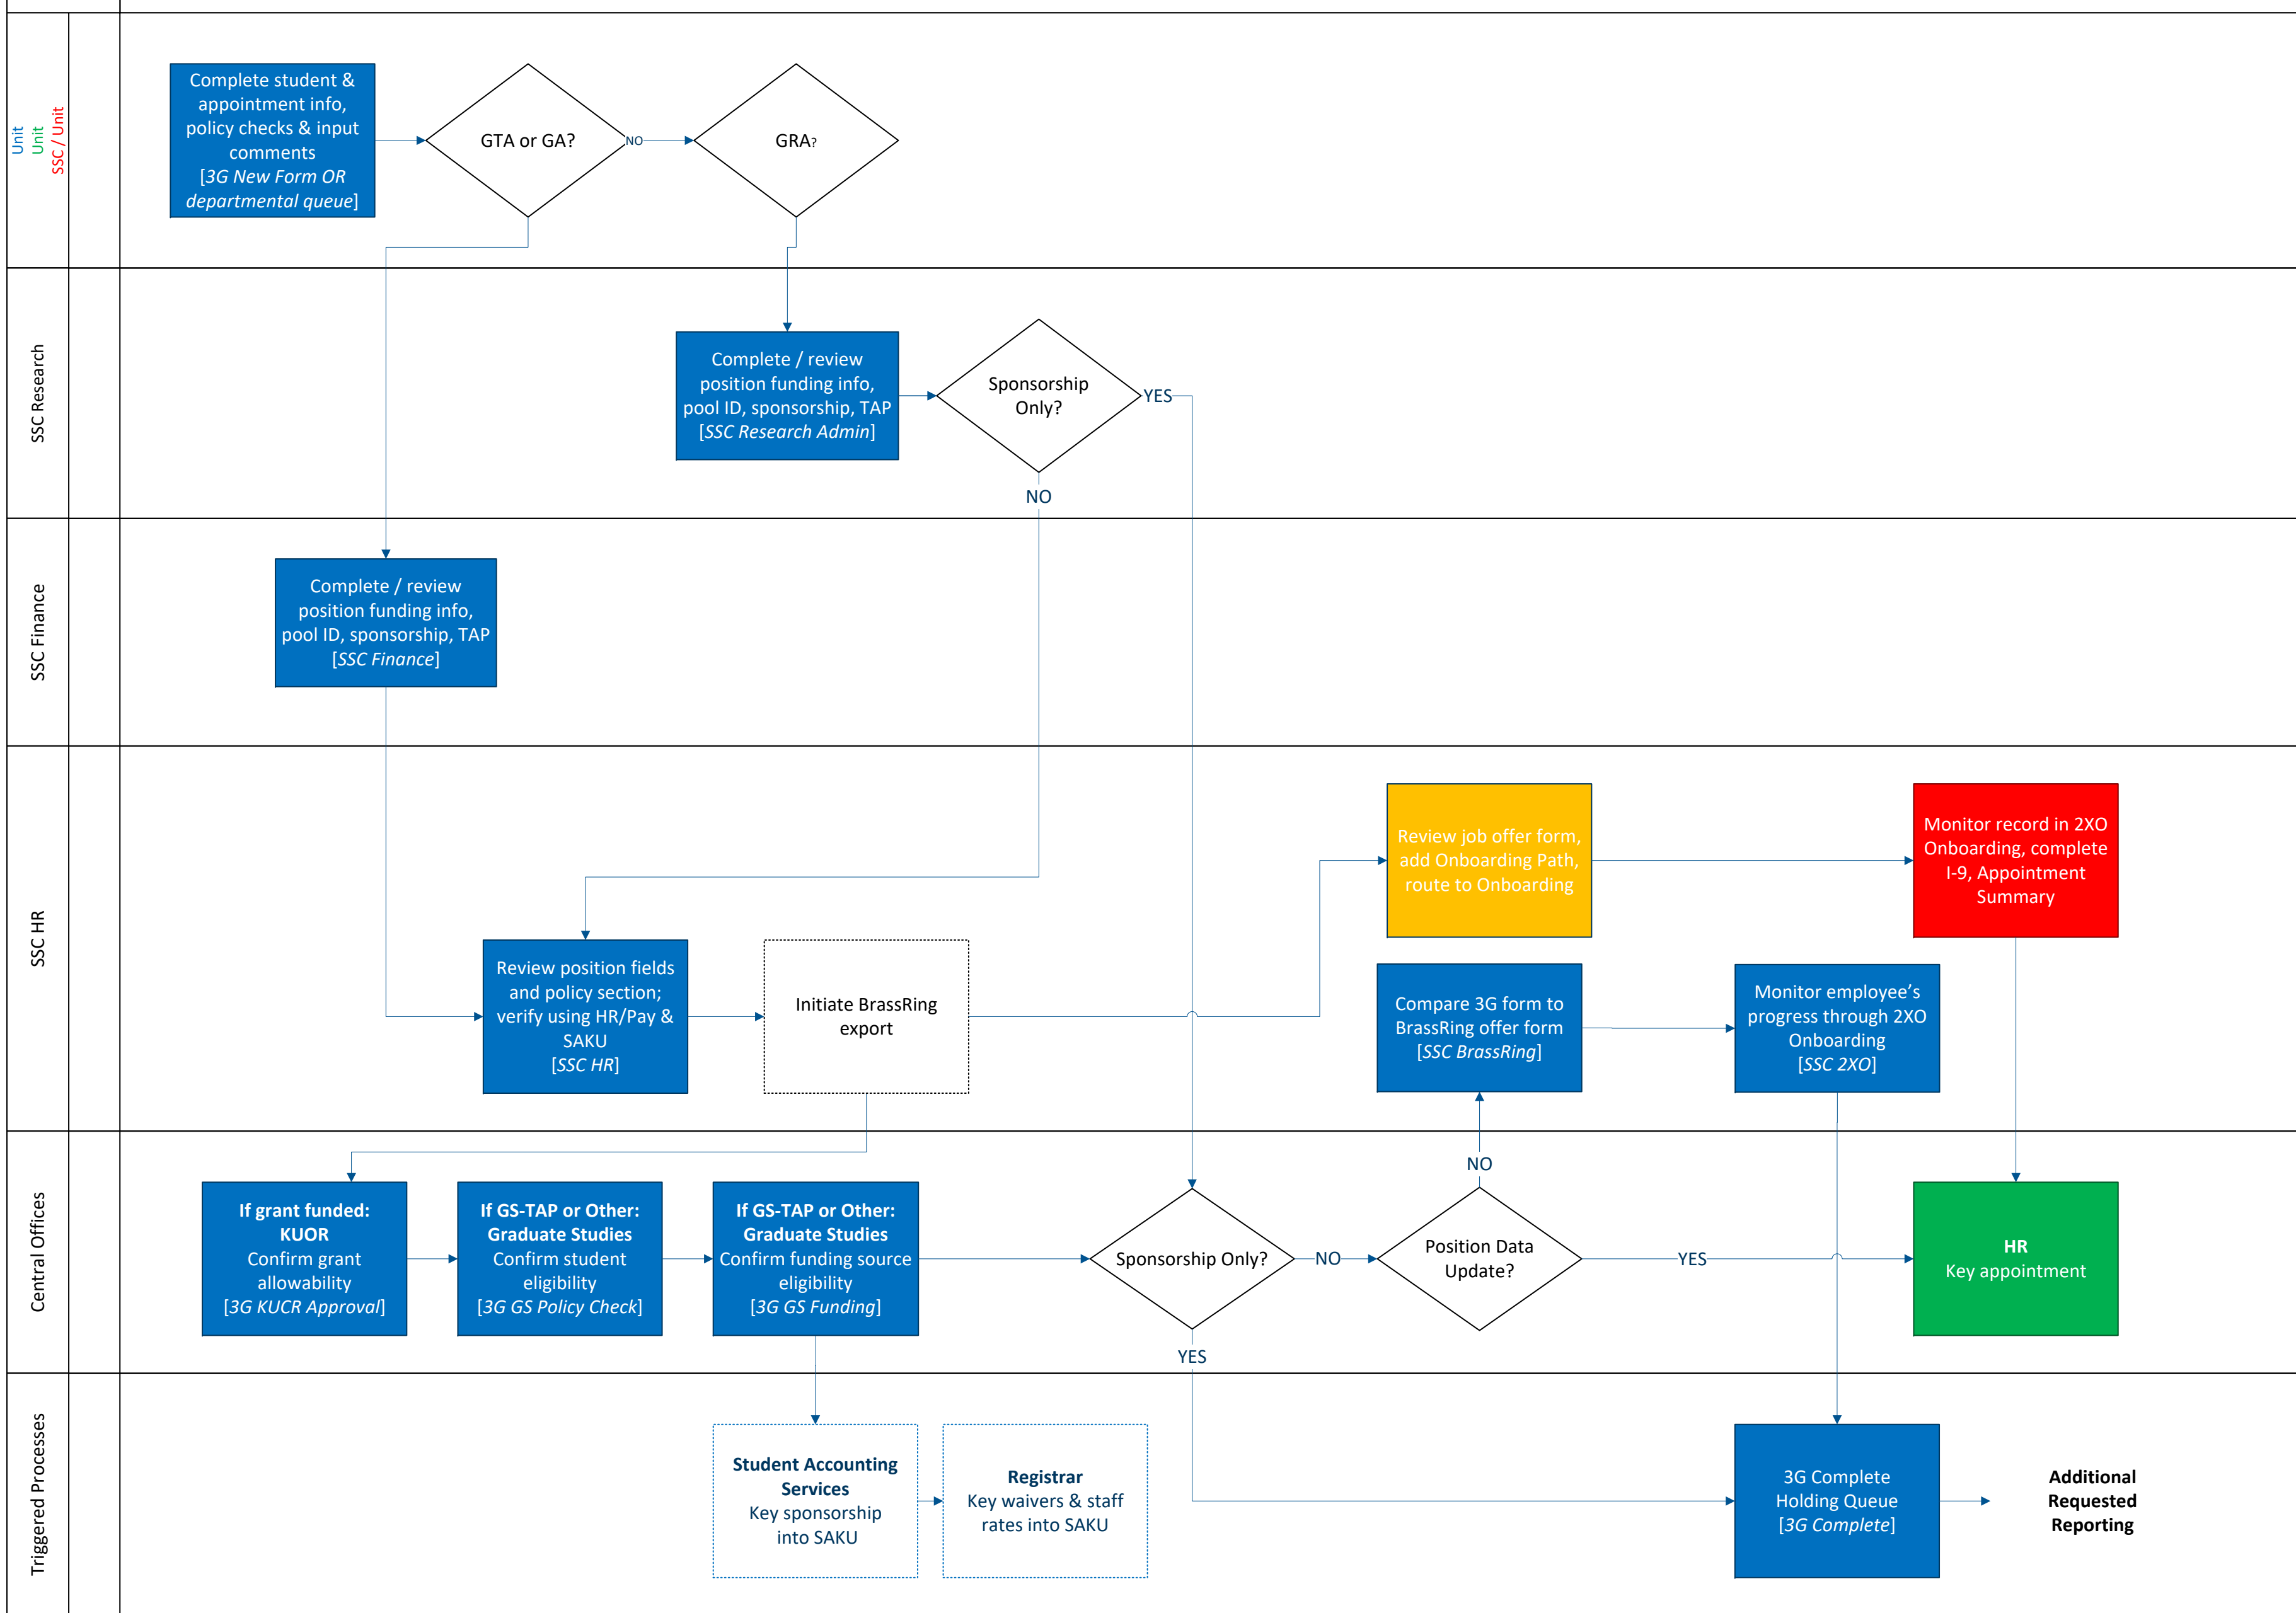 Unit
Unit
SSC / Unit
Complete student &
appointment info,
policy checks & input
comments
[3G New Form OR
departmental queue]
GTA or GA?
NO
GRA?
SSC Research
Complete / review
position funding info,
pool ID, sponsorship, TAP
[SSC Research Admin]
Sponsorship
Only?
YES
NO
SSC Finance
Complete / review
position funding info,
pool ID, sponsorship, TAP
[SSC Finance]
SSC HR
Review position fields
and policy section;
verify using HR/Pay &
SAKU
[SSC HR]
Initiate BrassRing
export
Review job offer form,
add Onboarding Path,
route to Onboarding
Monitor record in 2XO
Onboarding, complete
I-9, Appointment
Summary
Compare 3G form to
BrassRing offer form
[SSC BrassRing]
Monitor employee's
progress through 2XO
Onboarding
[SSC 2XO]
Central Offices
If grant funded:
KUOR
Confirm grant
allowability
[3G KUCR Approval]
If GS-TAP or Other:
Graduate Studies
Confirm student
eligibility
[3G GS Policy Check]
If GS-TAP or Other:
Graduate Studies
Confirm funding source
eligibility
[3G GS Funding]
Sponsorship Only?
NO
YES
Position Data
Update?
NO
YES
HR
Key appointment
Triggered Processes
Student Accounting
Services
Key sponsorship
into SAKU
Registrar
Key waivers & staff
rates into SAKU
3G Complete
Holding Queue
[3G Complete]
Additional
Requested
Reporting